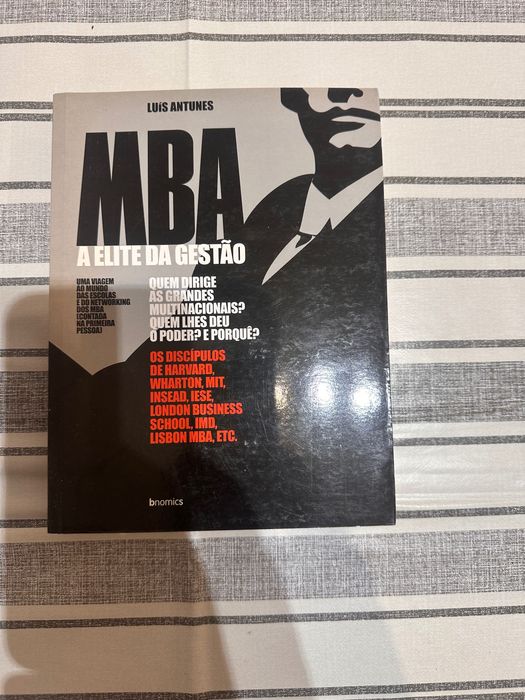 LUÍS ANTUNES
MBA
A ELITE DA GESTÃO
UMA VIAGEM
AO MUNDO
DAS ESCOLAS
E DO NETWORKING
DOS MBA
(CONTADA
NA PRIMEIRA
PESSOA)
QUEM DIRIGE
AS GRANDES
MULTINACIONAIS?
QUEM LHES DEU
O PODER? E PORQUÊ?
OS DISCÍPULOS
DE HARVARD,
WHARTON, MIT,
INSEAD, IESE,
LONDON BUSINESS
SCHOOL, IMD,
LISBON MBA, ETC.
bnomics